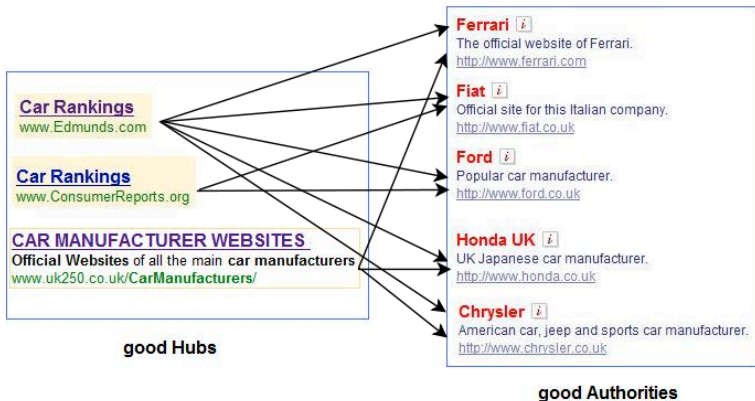 Car Rankings
www.Edmunds.com
Car Rankings
www.ConsumerReports.org
CAR MANUFACTURER WEBSITES
Official Websites of all the main car manufacturers
www.uk250.co.uk/CarManufacturers/
good Hubs
Ferrari i
The official website of Ferrari.
http://www.ferrari.com
Fiat i
Official site for this Italian company.
http://www.fiat.co.uk
Ford i
Popular car manufacturer.
http://www.ford.co.uk
Honda UK i
UK Japanese car manufacturer.
http://www.honda.co.uk
Chrysler i
American car, jeep and sports car manufacturer.
http://www.chrysler.co.uk
good Authorities